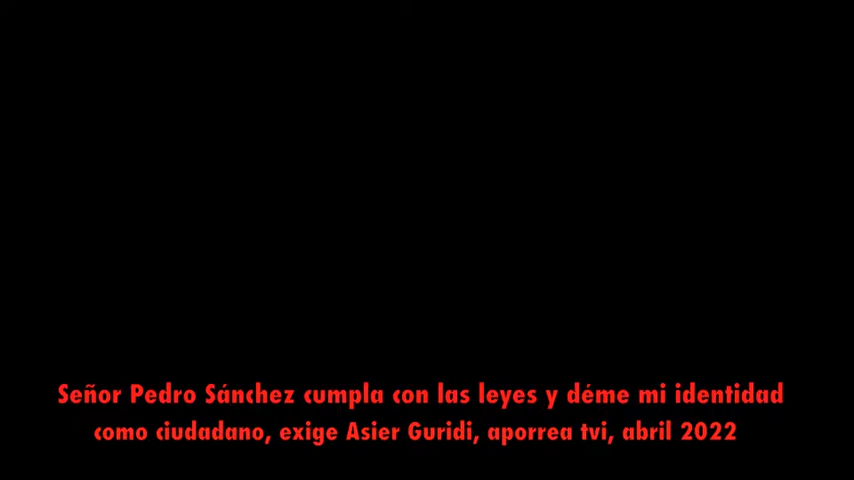 Señor Pedro Sánchez cumpla con las leyes y déme mi identidad
como ciudadano, exige Asier Guridi, aporrea tvi, abril 2022